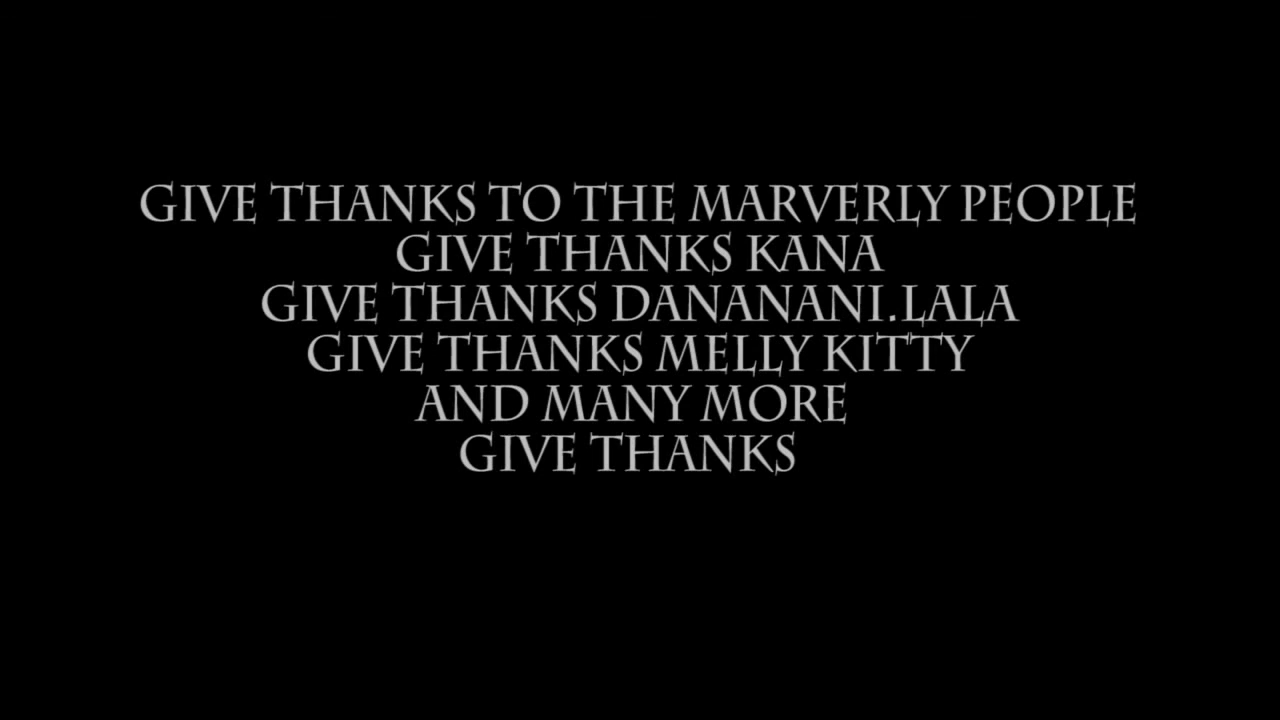 GIVE THANKS TO THE MARVERLY PEOPLE
GIVE THANKS KANA
GIVE THANKS DANANANI.LALA
GIVE THANKS MELLY KITTY
AND MANY MORE
GIVE THANKS